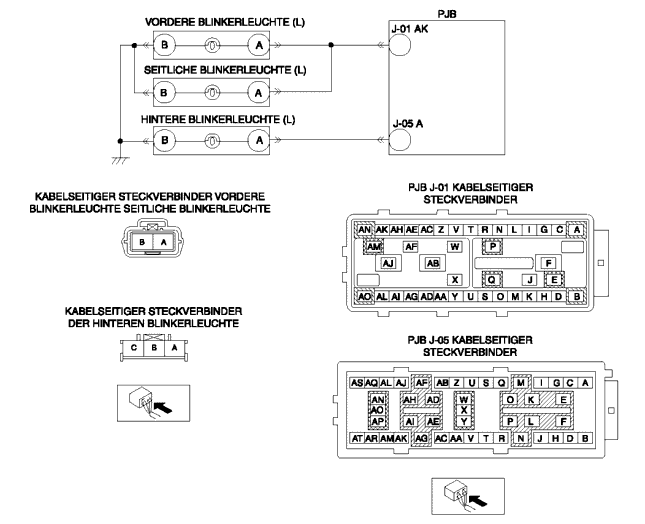 VORDERE BLINKERLEUCHTE (L)
PJB
J-01 AK
B A
SEITLICHE BLINKERLEUCHTE (L)
B A
HINTERE BLINKERLEUCHTE (L)
J-05 A
B A
KABELSEITIGER STECKVERBINDER VORDERE
BLINKERLEUCHTE SEITLICHE BLINKERLEUCHTE
B A
KABELSEITIGER STECKVERBINDER
DER HINTEREN BLINKERLEUCHTE
C B A
PJB J-01 KABELSEITIGER
STECKVERBINDER
AN AK AH AE AC Z V T R N L I G C A
AM AF W P
AJ AB F
X Q J E
AO AL AI AG AD AA Y U S O M K H D B
PJB J-05 KABELSEITIGER
STECKVERBINDER
AS AQ AL AJ AF AB Z U S Q M I G C A
AN AH AD W O K E
AO X
AP AI AE Y P L F
AT AR AM AK AG AC AA V T R N J H D B